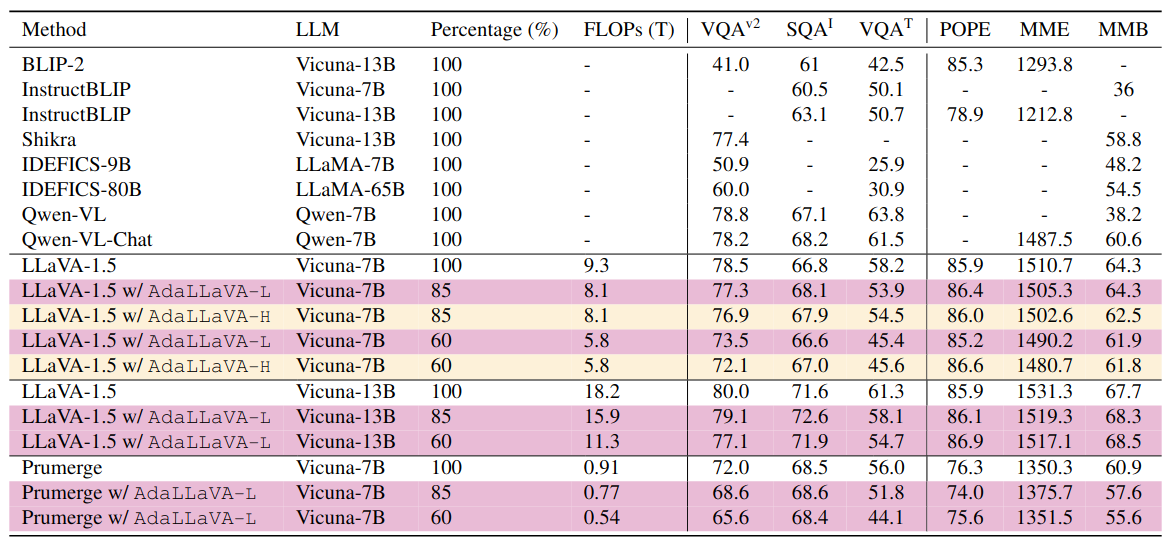 Method LLM Percentage (%) FLOPs (T) VQA^v2 SQA^I VQA^T POPE MME MMB
BLIP-2 Vicuna-13B 100 - 41.0 61 42.5 85.3 1293.8 -
InstructBLIP Vicuna-7B 100 - - 60.5 50.1 - - 36
InstructBLIP Vicuna-13B 100 - - 63.1 50.7 78.9 1212.8 -
Shikra Vicuna-13B 100 - 77.4 - - - - 58.8
IDEFICS-9B LLaMA-7B 100 - 50.9 - 25.9 - - 48.2
IDEFICS-80B LLaMA-65B 100 - 60.0 - 30.9 - - 54.5
Qwen-VL Qwen-7B 100 - 78.8 67.1 63.8 - - 38.2
Qwen-VL-Chat Qwen-7B 100 - 78.2 68.2 61.5 - 1487.5 60.6
LLaVA-1.5 Vicuna-7B 100 9.3 78.5 66.8 58.2 85.9 1510.7 64.3
LLaVA-1.5 w/ AdaLLaVA-L Vicuna-7B 85 8.1 77.3 68.1 53.9 86.4 1505.3 64.3
LLaVA-1.5 w/ AdaLLaVA-H Vicuna-7B 85 8.1 76.9 67.9 54.5 86.0 1502.6 62.5
LLaVA-1.5 w/ AdaLLaVA-L Vicuna-7B 60 5.8 73.5 66.6 45.4 85.2 1490.2 61.9
LLaVA-1.5 w/ AdaLLaVA-H Vicuna-7B 60 5.8 72.1 67.0 45.6 86.6 1480.7 61.8
LLaVA-1.5 Vicuna-13B 100 18.2 80.0 71.6 61.3 85.9 1531.3 67.7
LLaVA-1.5 w/ AdaLLaVA-L Vicuna-13B 85 15.9 79.1 72.6 58.1 86.1 1519.3 68.3
LLaVA-1.5 w/ AdaLLaVA-L Vicuna-13B 60 11.3 77.1 71.9 54.7 86.9 1517.1 68.5
Prumerge Vicuna-7B 100 0.91 72.0 68.5 56.0 76.3 1350.3 60.9
Prumerge w/ AdaLLaVA-L Vicuna-7B 85 0.77 68.6 68.6 51.8 74.0 1375.7 57.6
Prumerge w/ AdaLLaVA-L Vicuna-7B 60 0.54 65.6 68.4 44.1 75.6 1351.5 55.6